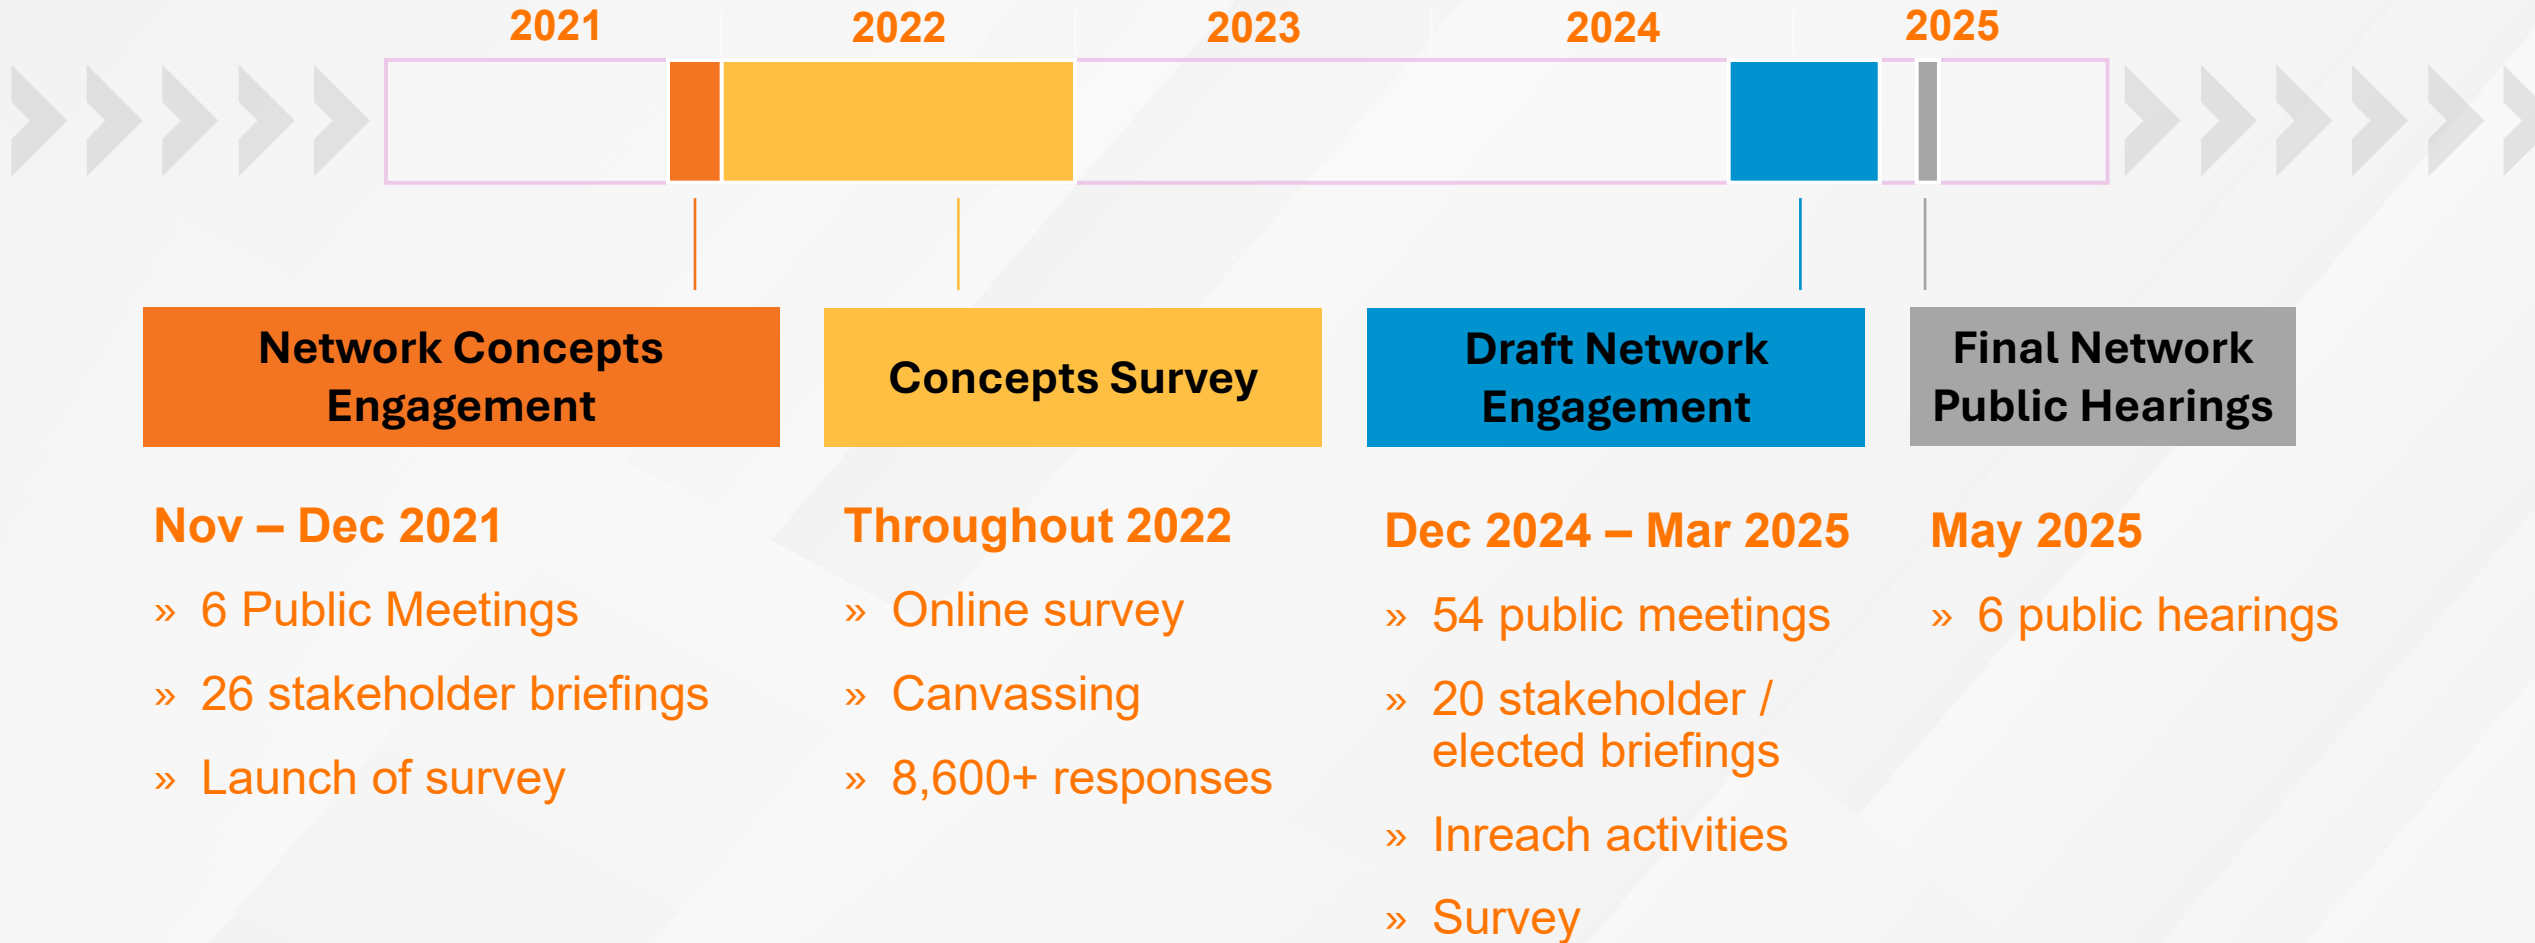 2021
2022
2023
2024
2025
Network Concepts
Engagement
Nov – Dec 2021
» 6 Public Meetings
» 26 stakeholder briefings
» Launch of survey
Concepts Survey
Throughout 2022
» Online survey
» Canvassing
» 8,600+ responses
Draft Network
Engagement
Dec 2024 – Mar 2025
» 54 public meetings
» 20 stakeholder /
elected briefings
» Inreach activities
» Survey
Final Network
Public Hearings
May 2025
» 6 public hearings